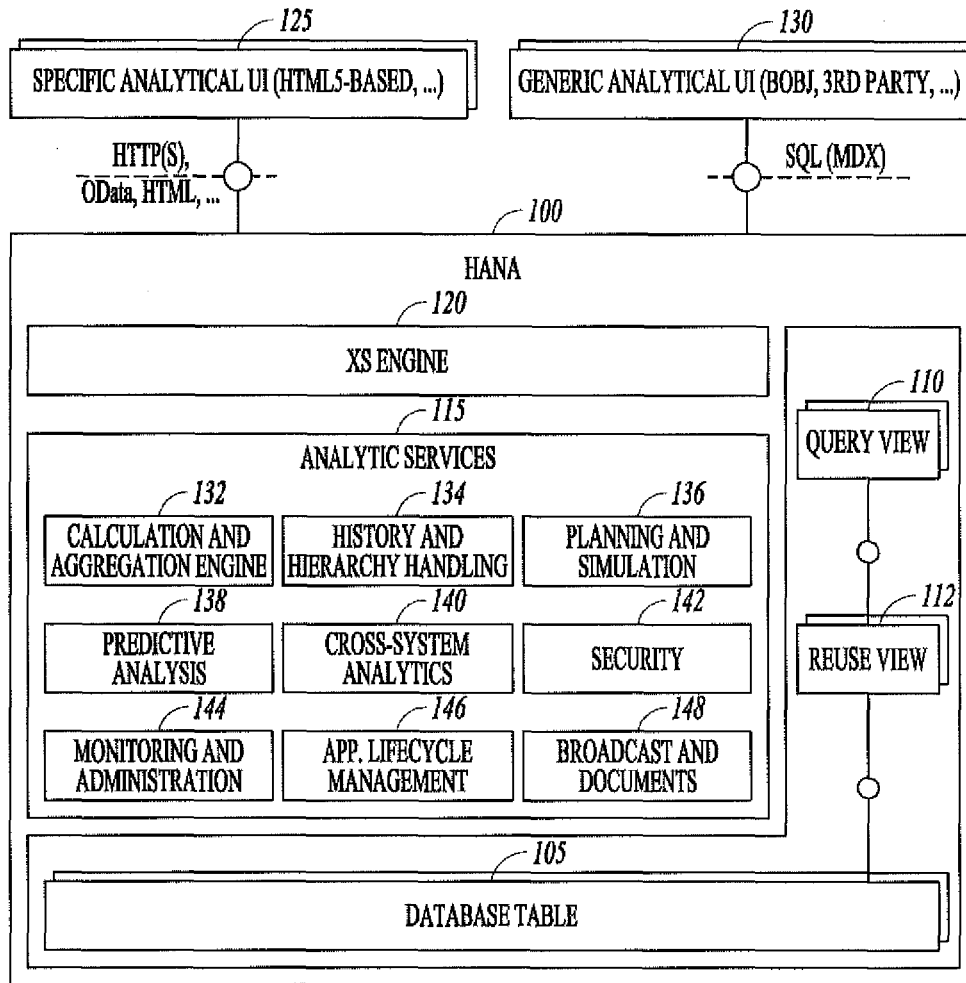 125
130
SPECIFIC ANALYTICAL UI (HTML5-BASED, ...)
GENERIC ANALYTICAL UI (BOBJ, 3RD PARTY, ...)
HTTP(S),
OData, HTML, ...
SQL (MDX)
100
HANA
120
XS ENGINE
110
QUERY VIEW
115
ANALYTIC SERVICES
132
134
136
CALCULATION AND
AGGREGATION ENGINE
HISTORY AND
HIERARCHY HANDLING
PLANNING AND
SIMULATION
138
140
142
112
PREDICTIVE
ANALYSIS
CROSS-SYSTEM
ANALYTICS
SECURITY
REUSE VIEW
144
146
148
MONITORING AND
ADMINISTRATION
APP. LIFECYCLE
MANAGEMENT
BROADCAST AND
DOCUMENTS
105
DATABASE TABLE